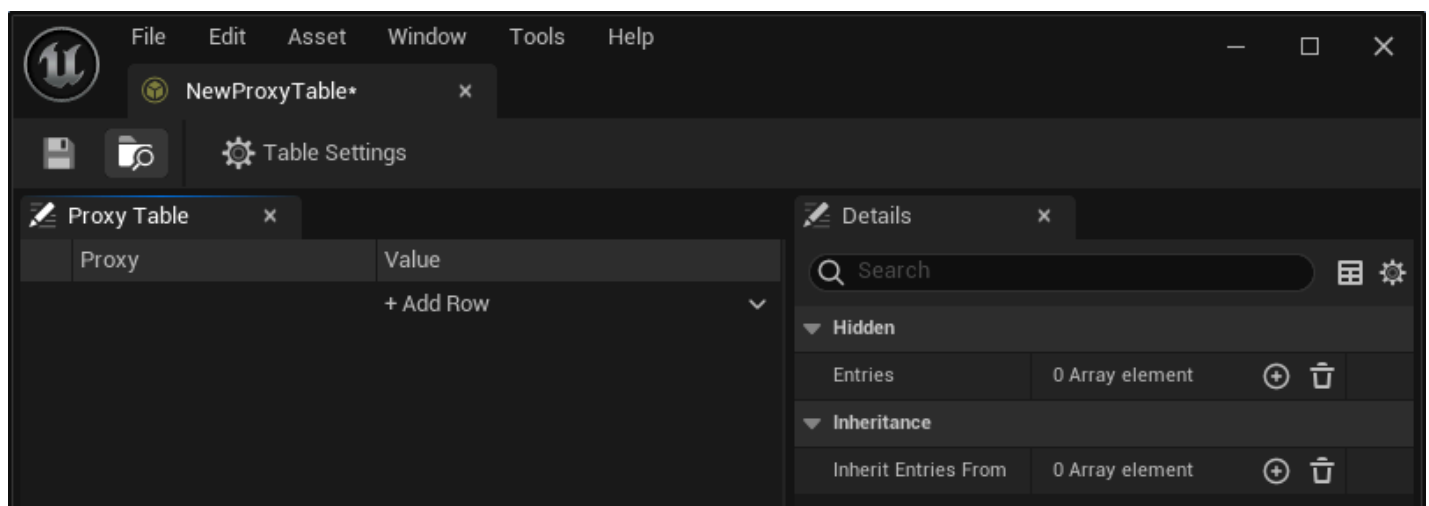 File Edit Asset Window Tools Help
NewProxyTable*
Table Settings
Proxy Table
Proxy Value
+ Add Row
Details
Search
Hidden
Entries 0 Array element
Inheritance
Inherit Entries From 0 Array element